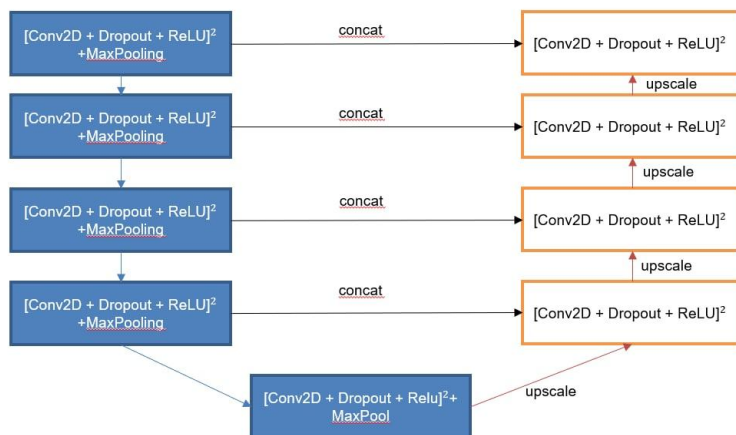 [Conv2D + Dropout + ReLU]²
+MaxPooling
concat
[Conv2D + Dropout + ReLU]²
upscale
[Conv2D + Dropout + ReLU]²
+MaxPooling
concat
[Conv2D + Dropout + ReLU]²
upscale
[Conv2D + Dropout + ReLU]²
+MaxPooling
concat
[Conv2D + Dropout + ReLU]²
upscale
[Conv2D + Dropout + ReLU]²
+MaxPooling
concat
[Conv2D + Dropout + ReLU]²
[Conv2D + Dropout + Relu]²+
MaxPool
upscale